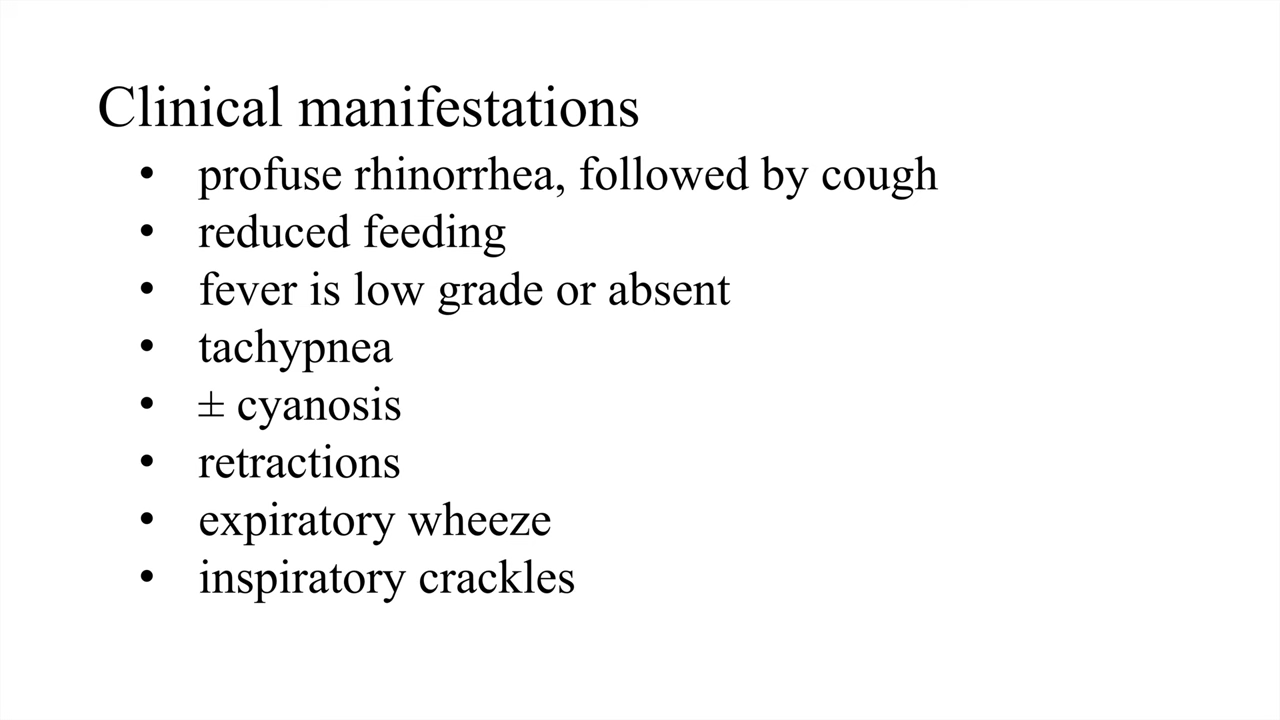 Clinical manifestations
• profuse rhinorrhea, followed by cough
• reduced feeding
• fever is low grade or absent
• tachypnea
• ± cyanosis
• retractions
• expiratory wheeze
• inspiratory crackles